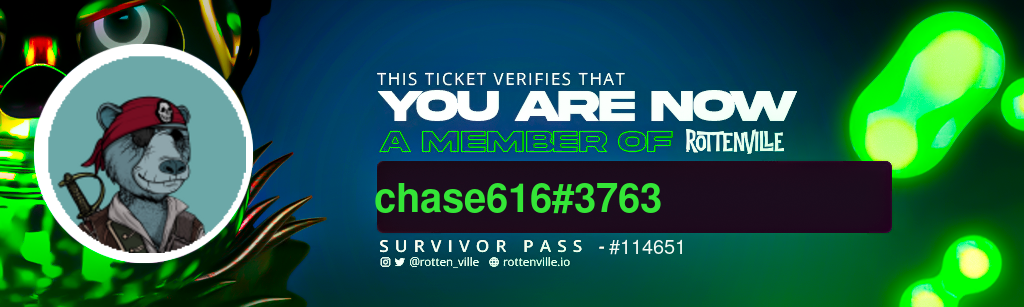 THIS TICKET VERIFIES THAT
YOU ARE NOW
A MEMBER OF ROTTENVILLE
chase616#3763
SURVIVOR PASS - #114651
@rotten_ville rottenville.io